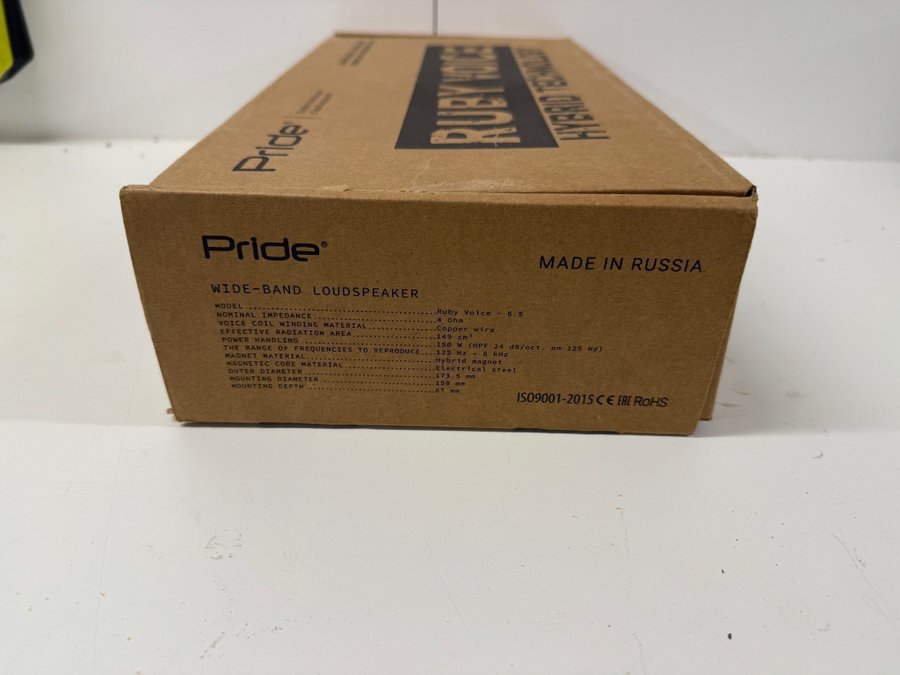 RUBY VOICE
HYBRID TECHNOLOGY
Pride
Pride®
MADE IN RUSSIA
WIDE-BAND LOUDSPEAKER
MODEL..............................Ruby Voice - 6.5
NOMINAL IMPEDANCE..............................4 Ohm
VOICE COIL WINDING MATERIAL................Copper wire
EFFECTIVE RADIATION AREA....................149 cm²
POWER HANDLING..............................150 W (HPF 24 dB/oct. on 125 Hz)
THE RANGE OF FREQUENCIES TO REPRODUCE...125 Hz - 8 kHz
MAGNET MATERIAL..............................Hybrid magnet
MAGNETIC CORE MATERIAL....................Electrical steel
OUTER DIAMETER..............................173.5 mm
MOUNTING DIAMETER..............................150 mm
MOUNTING DEPTH..............................67 mm
ISO9001-2015 CE EAC RoHS